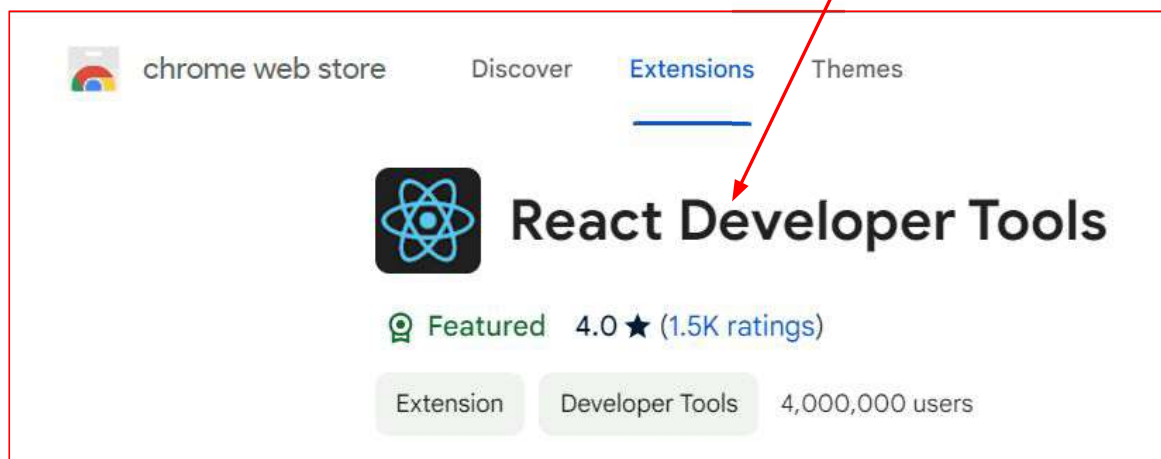 chrome web store Discover Extensions Themes
React Developer Tools
Featured 4.0 ★ (1.5K ratings)
Extension Developer Tools 4,000,000 users